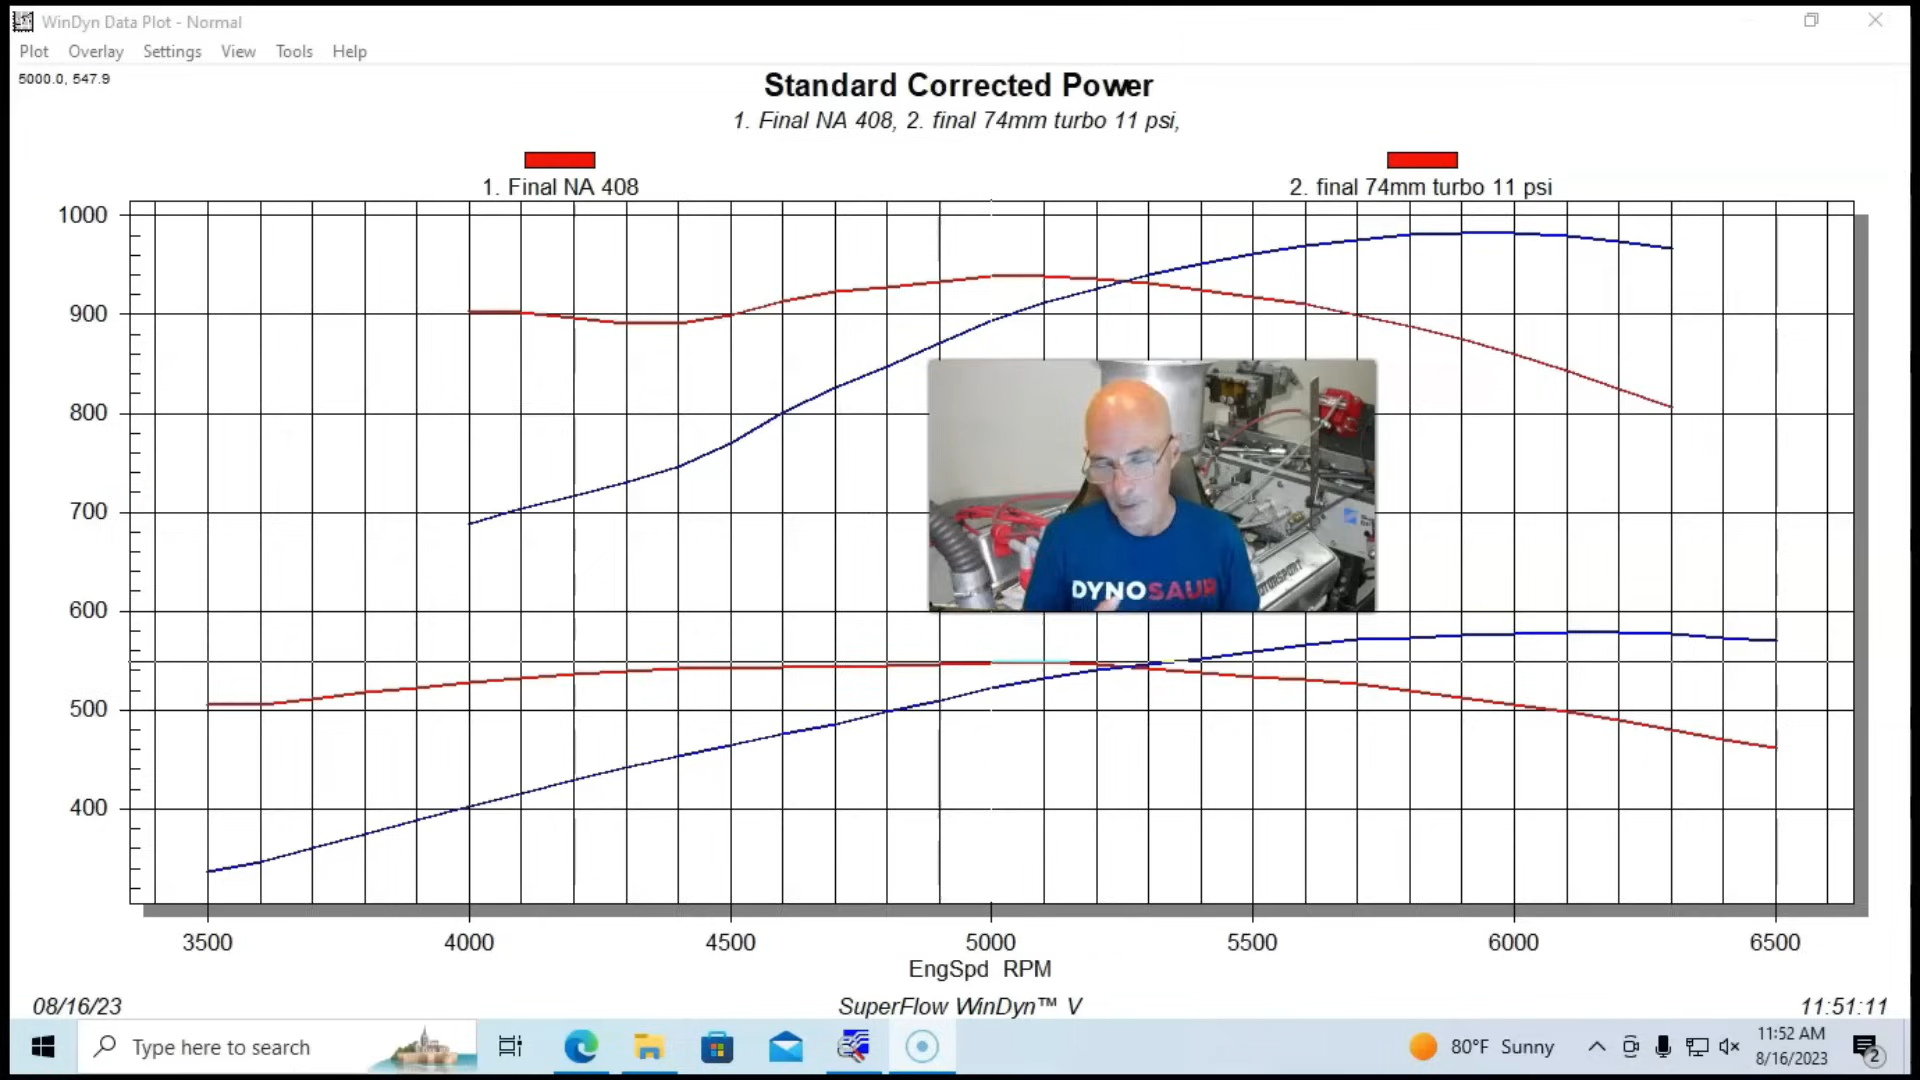 WinDyn Data Plot - Normal
Plot Overlay Settings View Tools Help
5000.0, 547.9
Standard Corrected Power
1. Final NA 408, 2. final 74mm turbo 11 psi,
1. Final NA 408 2. final 74mm turbo 11 psi
1000
900
800
700
600
500
400
DYNOSAUR
3500 4000 4500 5000 5500 6000 6500
EngSpd RPM
08/16/23 SuperFlow WinDyn™ V 11:51:11
Type here to search 80°F Sunny 11:52 AM
8/16/2023 2